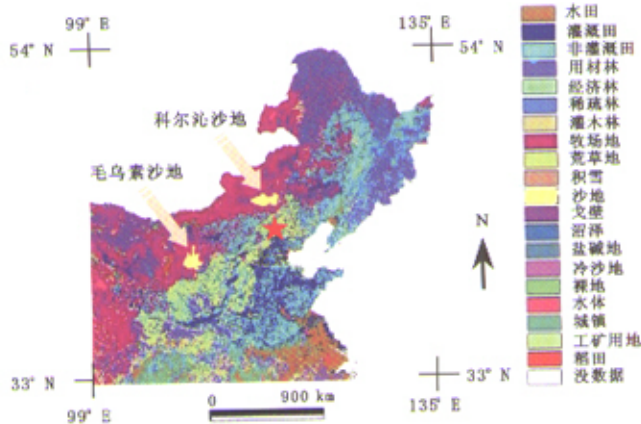 99° E
135° E
54° N
54° N
科尔沁沙地
毛乌素沙地
N
33° N
33° N
99° E
135° E
0
900 km
水田
灌溉田
非灌溉田
用材林
经济林
稀疏林
灌木林
牧场地
荒草地
积雪
沙地
戈壁
沼泽
盐碱地
冷沙地
裸地
水体
城镇
工矿用地
稻田
没数据